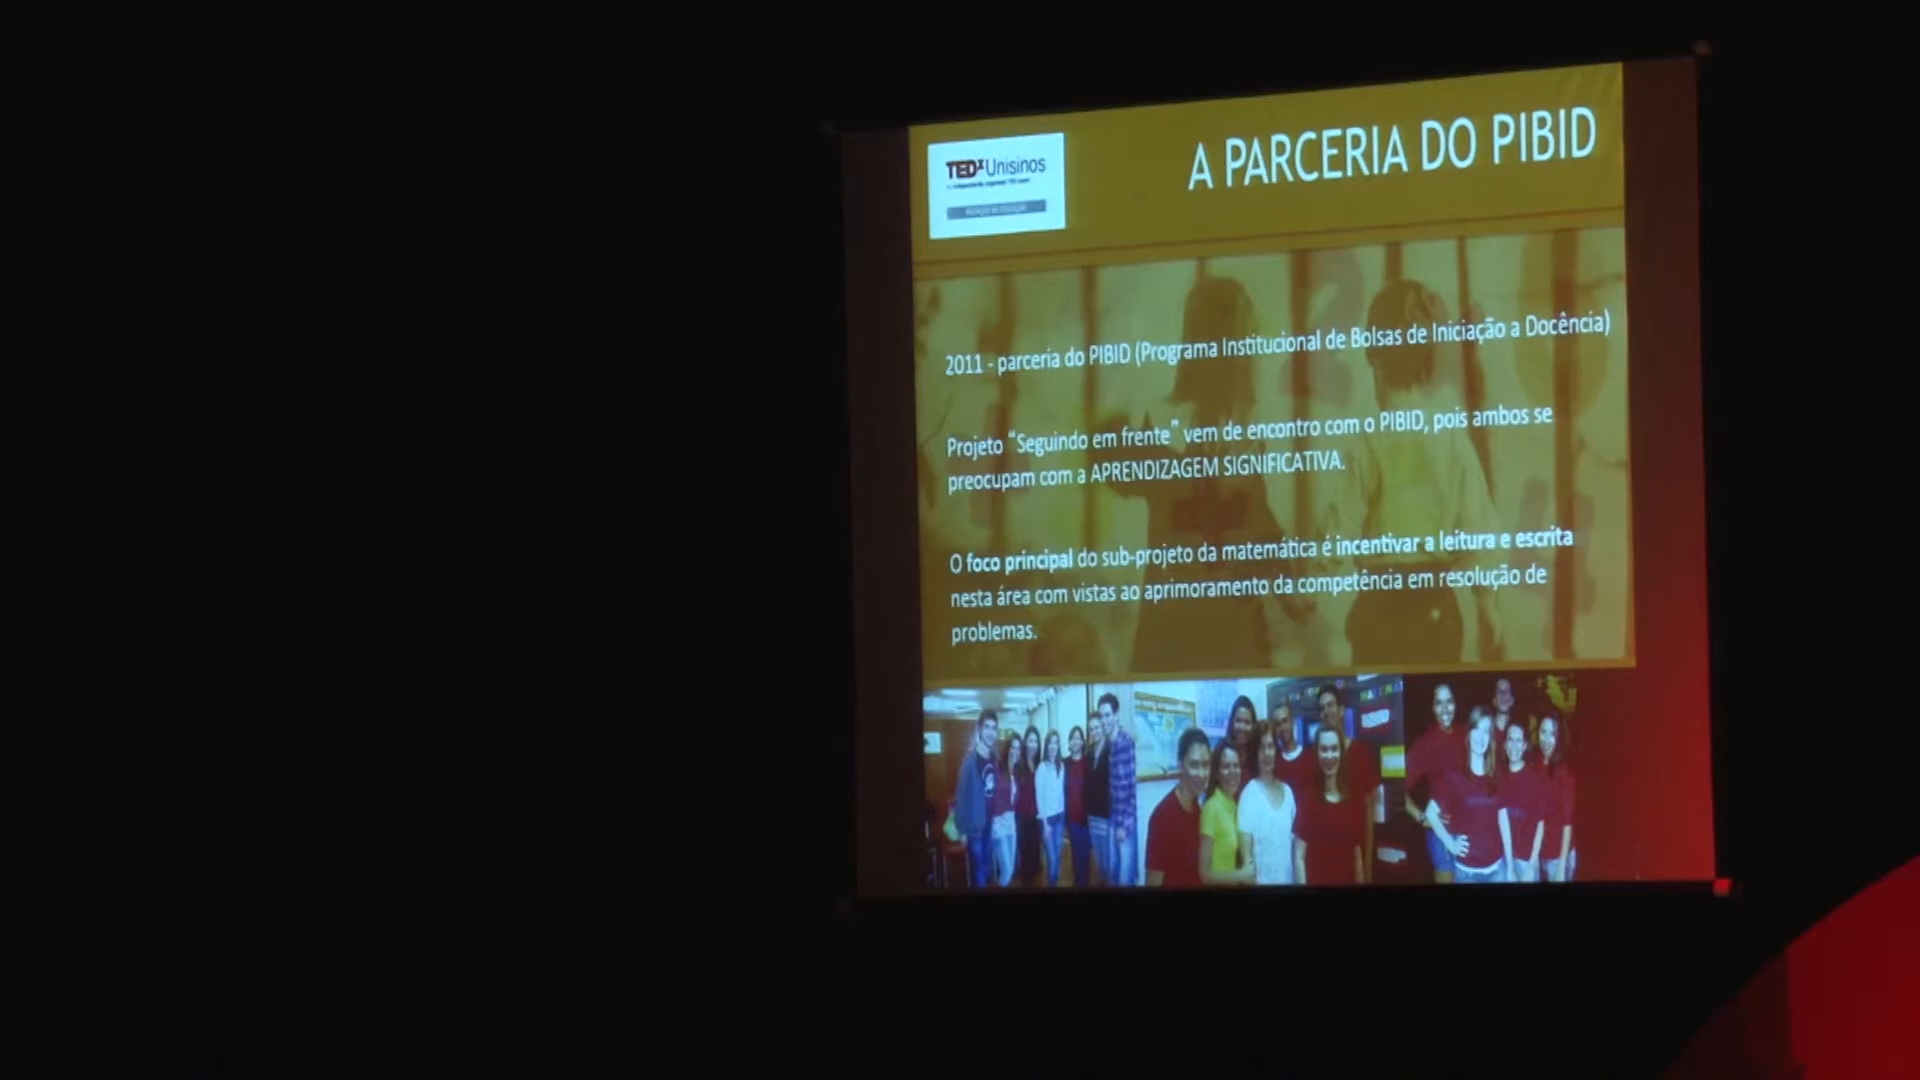 TEDxUnisinos
A PARCERIA DO PIBID
2011 - parceria do PIBID (Programa Institucional de Bolsas de Iniciação a Docência)
Projeto “Seguindo em frente” vem de encontro com o PIBID, pois ambos se
preocupam com a APRENDIZAGEM SIGNIFICATIVA.
O foco principal do sub-projeto da matemática é incentivar a leitura e escrita
nesta área com vistas ao aprimoramento da competência em resolução de
problemas.